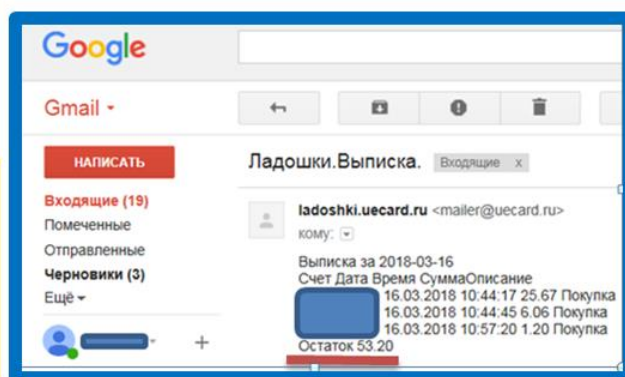 Google
Gmail
НАПИСАТЬ
Входящие (19)
Помеченные
Отправленные
Черновики (3)
Ещё
+
Ладошки.Выписка. Входящие x
ladoshki.uecard.ru <mailer@uecard.ru>
кому:
Выписка за 2018-03-16
Счет Дата Время СуммаОписание
16.03.2018 10:44:17 25.67 Покупка
16.03.2018 10:44:45 6.06 Покупка
16.03.2018 10:57:20 1.20 Покупка
Остаток 53.20